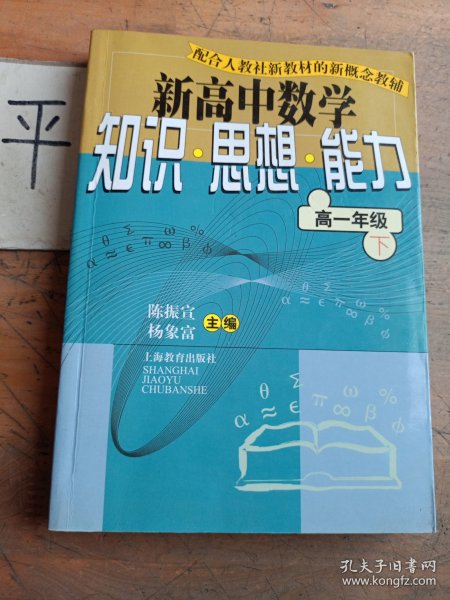 配合人教社新教材的新概念教辅
新高中数学
知识·思想·能力
高一年级
下
平
θ Σ ω %
α ≈ ϵ π ∞ β ϕ
陈振宣
杨象富
主编
上海教育出版社
SHANGHAI
JIAOYU
CHUBANSHE
θ Σ ω %
α ≈ ϵ π ∞ β ϕ
θ Σ ω %
α ≈ ϵ π ∞ β ϕ
孔夫子旧书网
www.kongfz.com